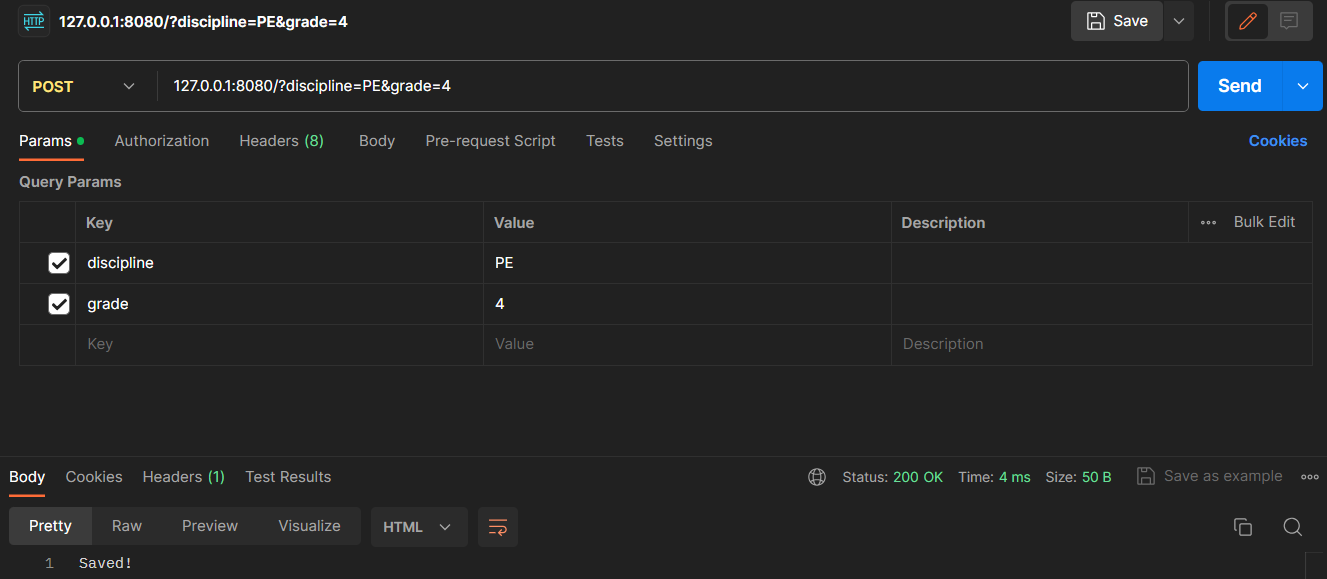 HTTP 127.0.0.1:8080/?discipline=PE&grade=4 Save
POST 127.0.0.1:8080/?discipline=PE&grade=4 Send
Params Authorization Headers (8) Body Pre-request Script Tests Settings Cookies
Query Params
Key Value Description Bulk Edit
discipline PE
grade 4
Key Value Description
Body Cookies Headers (1) Test Results Status: 200 OK Time: 4 ms Size: 50 B Save as example
Pretty Raw Preview Visualize HTML
1 Saved!